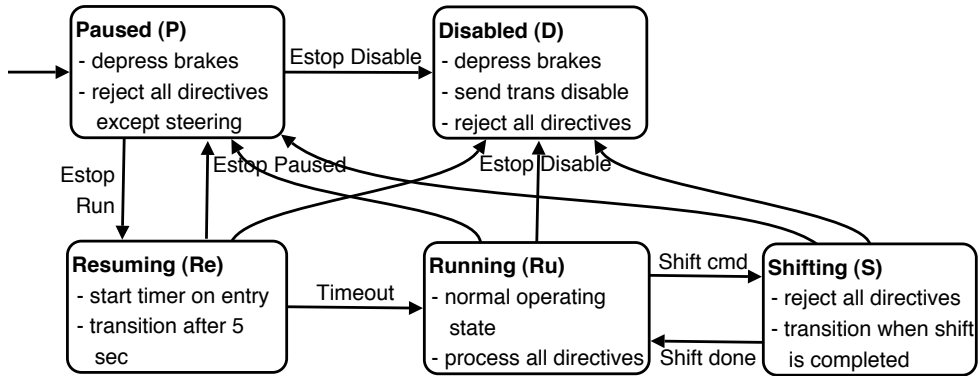 Paused (P)
- depress brakes
- reject all directives
except steering
Estop Disable
Disabled (D)
- depress brakes
- send trans disable
- reject all directives
Estop
Run
Estop Paused
Estop Disable
Resuming (Re)
- start timer on entry
- transition after 5
sec
Timeout
Running (Ru)
- normal operating
state
- process all directives
Shift cmd
Shift done
Shifting (S)
- reject all directives
- transition when shift
is completed